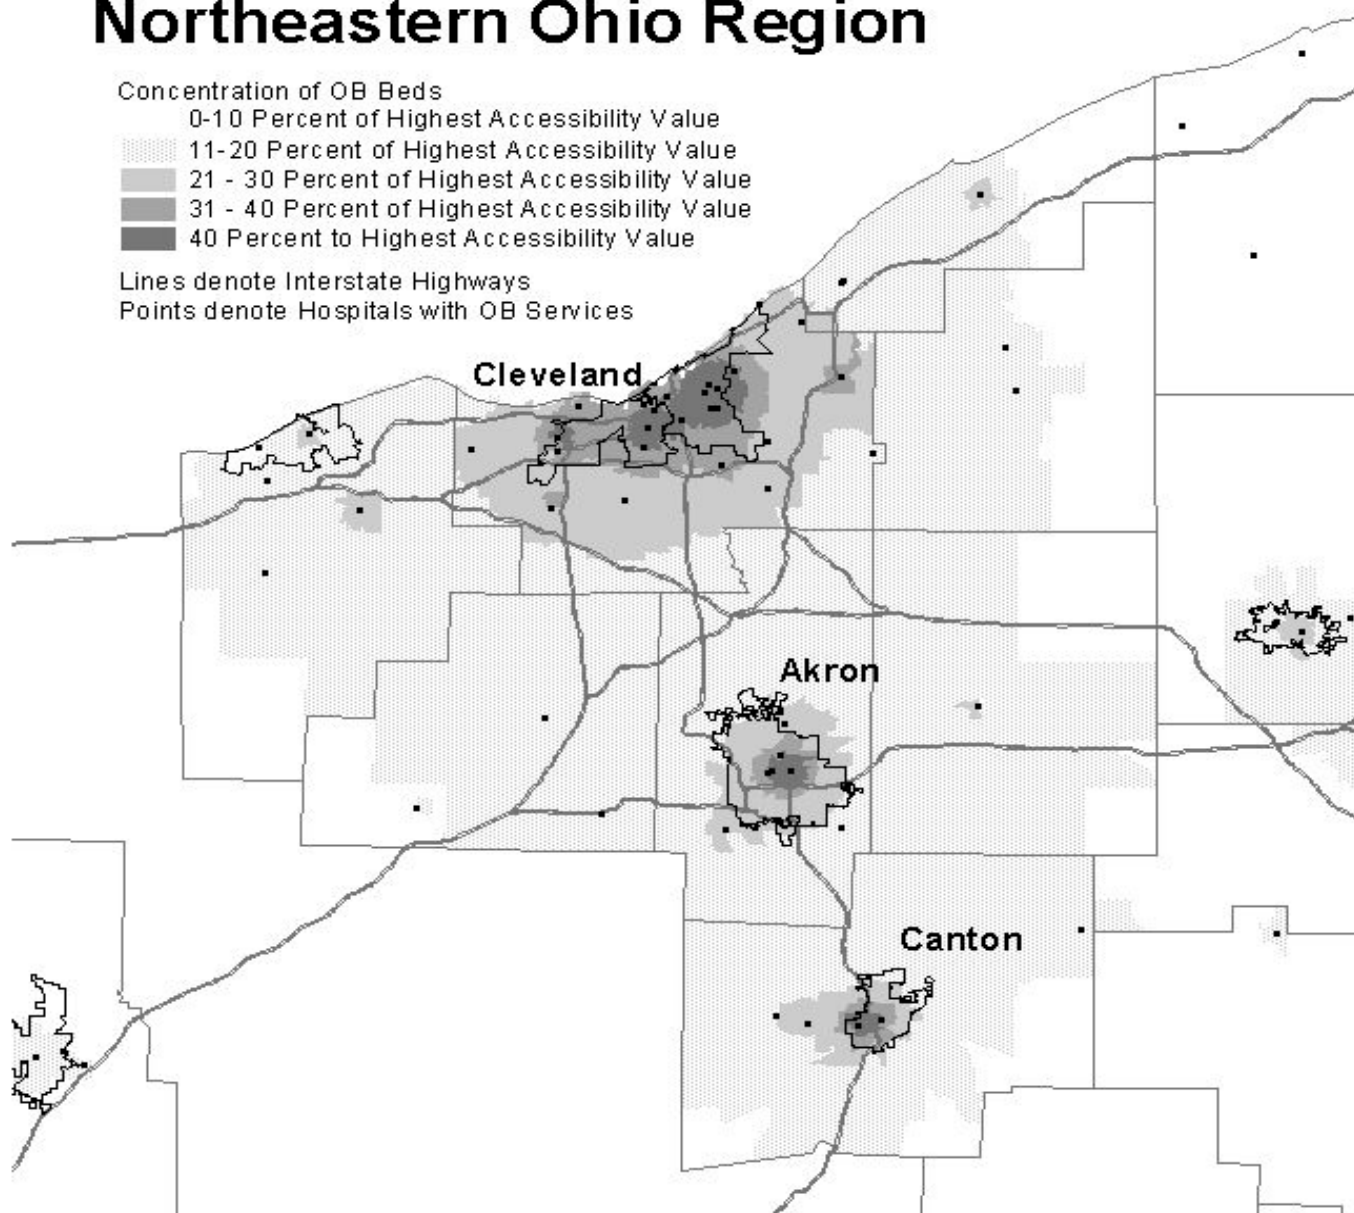 Northeastern Ohio Region
Concentration of OB Beds
0-10 Percent of Highest Accessibility Value
11-20 Percent of Highest Accessibility Value
21 - 30 Percent of Highest Accessibility Value
31 - 40 Percent of Highest Accessibility Value
40 Percent to Highest Accessibility Value
Lines denote Interstate Highways
Points denote Hospitals with OB Services
Cleveland
Akron
Canton